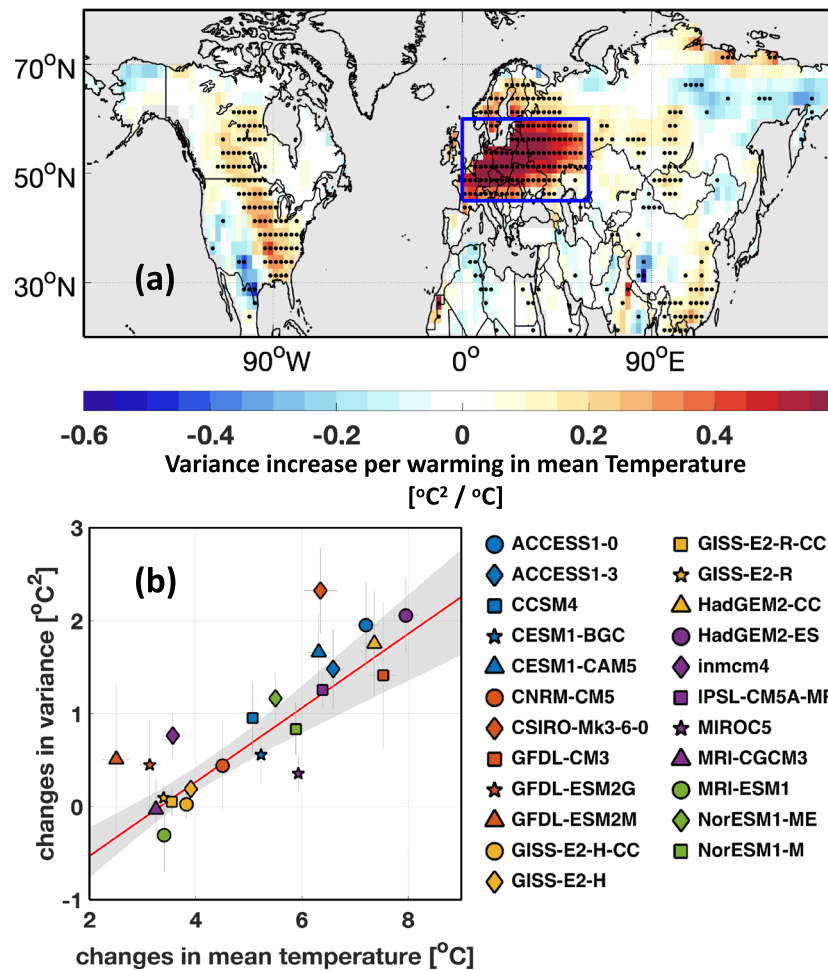 70°N
50°N
30°N
(a)
90°W 0° 90°E
-0.6 -0.4 -0.2 0 0.2 0.4
Variance increase per warming in mean Temperature
[°C² / °C]
3
2
1
0
-1
changes in variance [°C²]
(b)
2 4 6 8
changes in mean temperature [°C]
ACCESS1-0
ACCESS1-3
CCSM4
CESM1-BGC
CESM1-CAM5
CNRM-CM5
CSIRO-Mk3-6-0
GFDL-CM3
GFDL-ESM2G
GFDL-ESM2M
GISS-E2-H-CC
GISS-E2-H
GISS-E2-R-CC
GISS-E2-R
HadGEM2-CC
HadGEM2-ES
inmcm4
IPSL-CM5A-MR
MIROC5
MRI-CGCM3
MRI-ESM1
NorESM1-ME
NorESM1-M